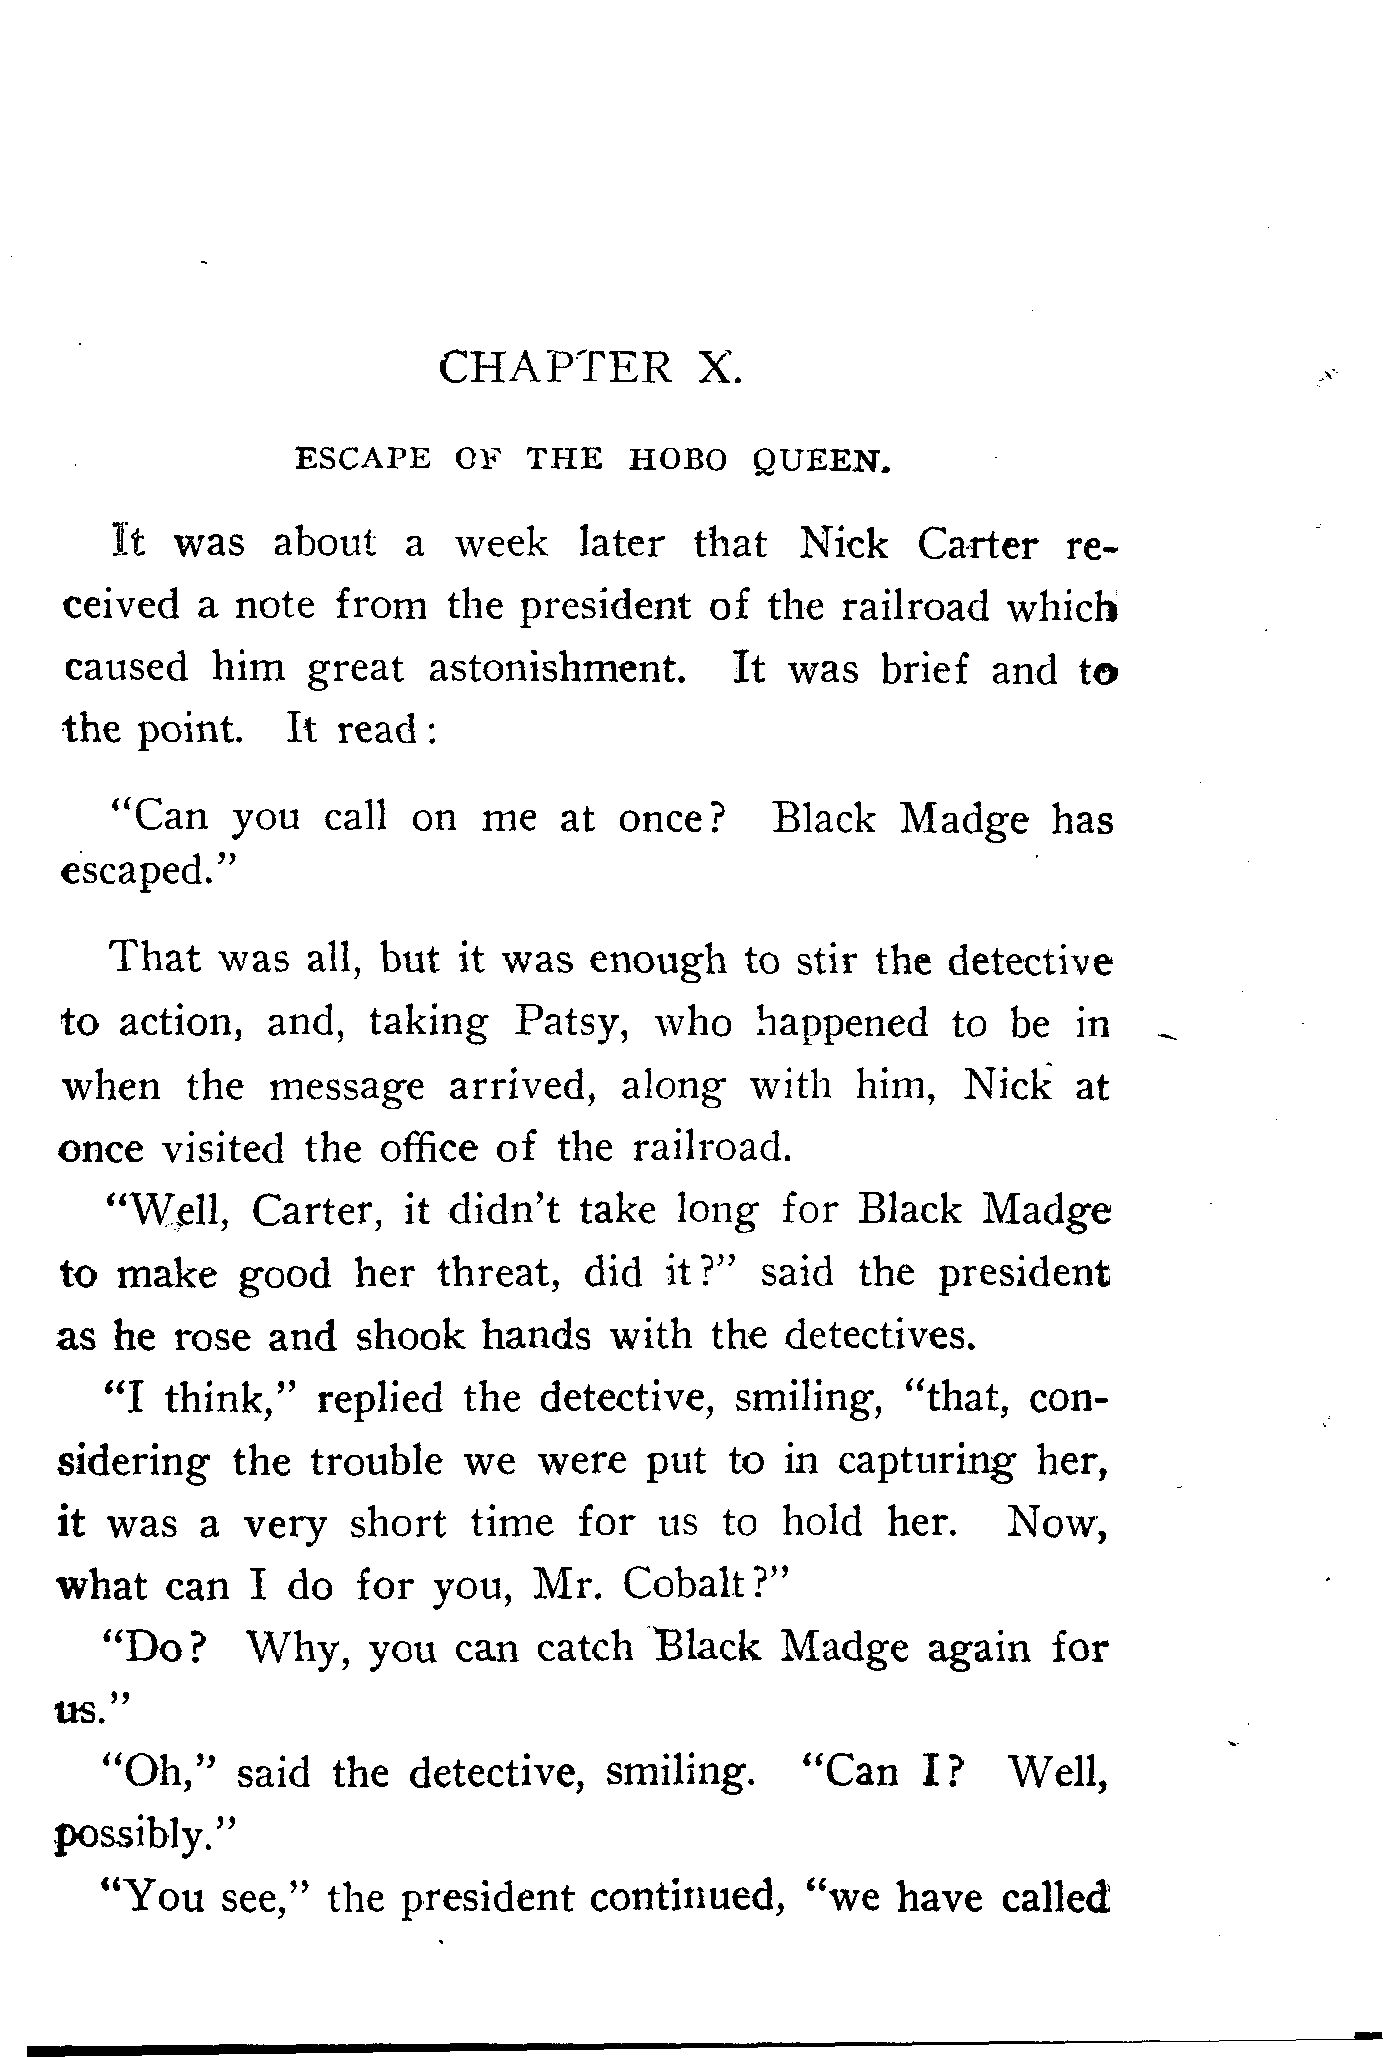 CHAPTER X.
ESCAPE OF THE HOBO QUEEN.
It was about a week later that Nick Carter re-
ceived a note from the president of the railroad which
caused him great astonishment. It was brief and to
the point. It read:
"Can you call on me at once? Black Madge has
escaped."
That was all, but it was enough to stir the detective
to action, and, taking Patsy, who happened to be in
when the message arrived, along with him, Nick at
once visited the office of the railroad.
"Well, Carter, it didn't take long for Black Madge
to make good her threat, did it?" said the president
as he rose and shook hands with the detectives.
"I think," replied the detective, smiling, "that, con-
sidering the trouble we were put to in capturing her,
it was a very short time for us to hold her. Now,
what can I do for you, Mr. Cobalt?"
"Do? Why, you can catch Black Madge again for
us."
"Oh," said the detective, smiling. "Can I? Well,
possibly."
"You see," the president continued, "we have called